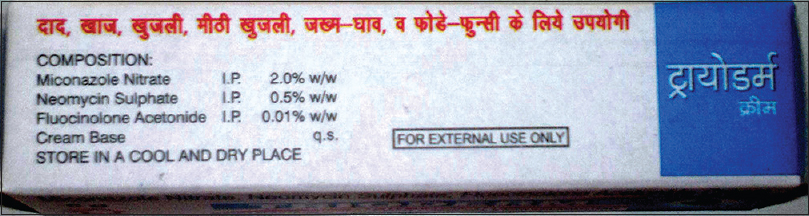 दाद, खाज, खुजली, मीठी खुजली, जख्म-घाव, व फोडे-फुन्सी के लिये उपयोगी
COMPOSITION:
Miconazole Nitrate I.P. 2.0% w/w
Neomycin Sulphate I.P. 0.5% w/w
Fluocinolone Acetonide I.P. 0.01% w/w
Cream Base q.s.
STORE IN A COOL AND DRY PLACE
FOR EXTERNAL USE ONLY
ट्रायोडर्म
क्रीम